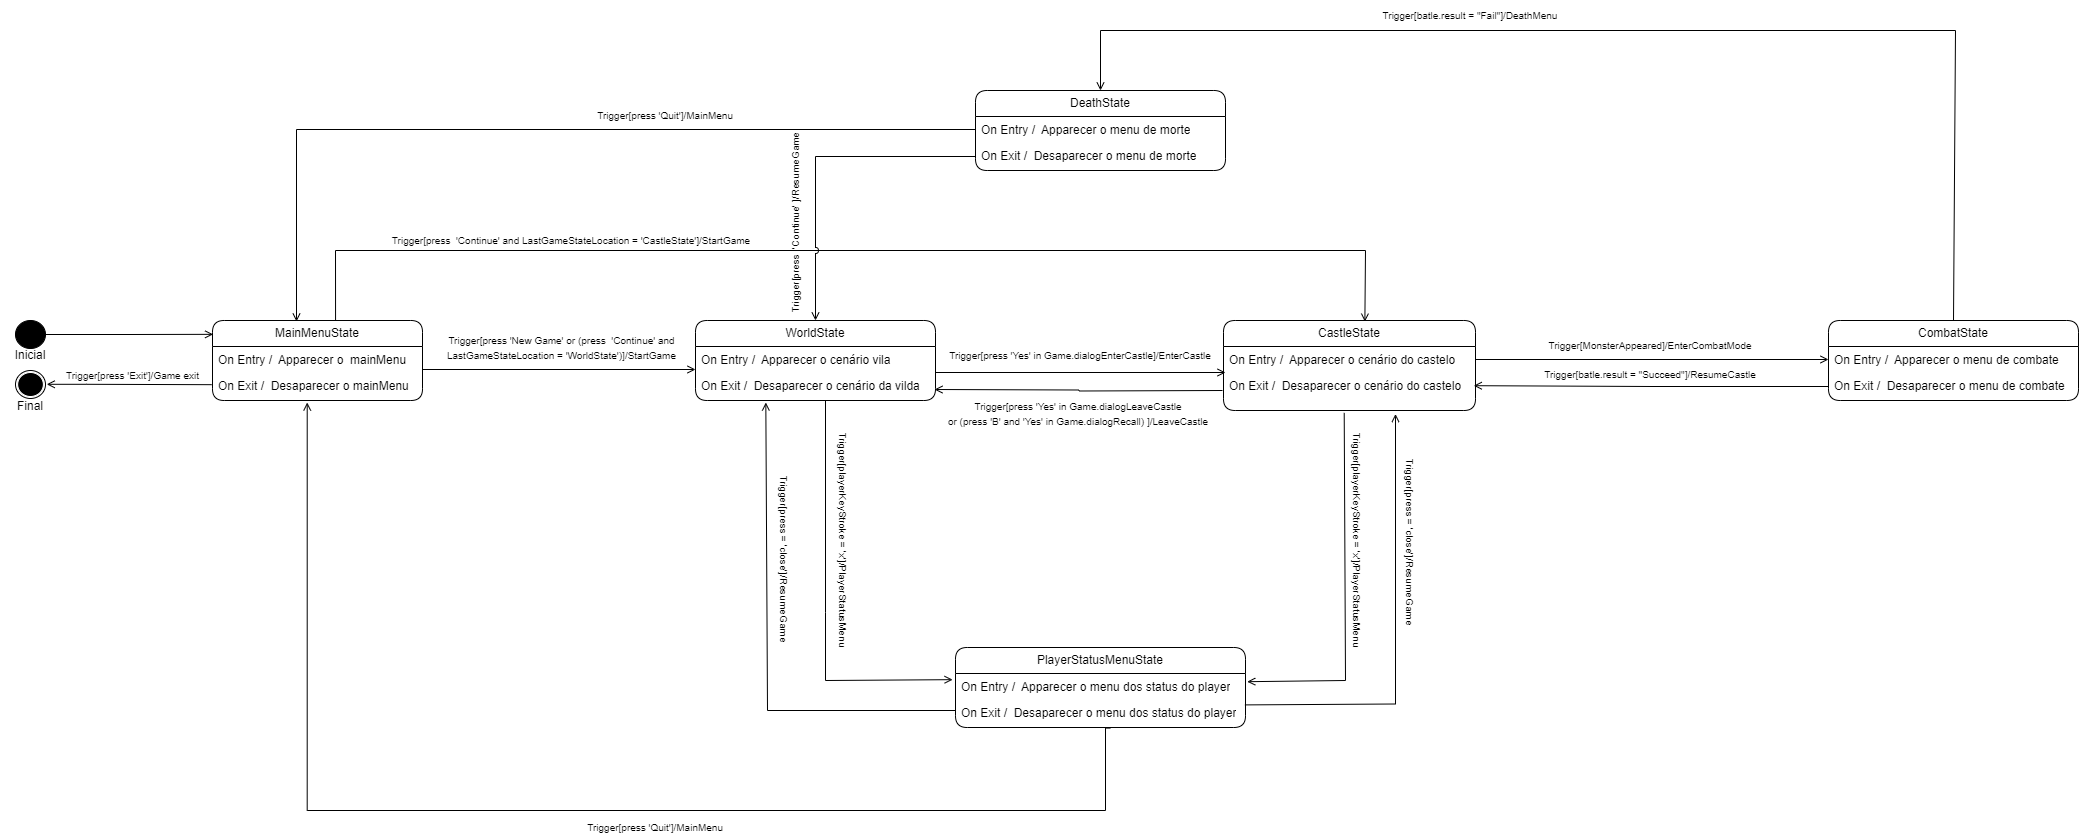 Trigger[batle.result = "Fail"]/DeathMenu
DeathState
On Entry /  Apparecer o menu de morte
On Exit /  Desaparecer o menu de morte
Trigger[press 'Quit']/MainMenu
Trigger[press  'Continue' ]/ResumeGame
Trigger[press  'Continue' and LastGameStateLocation = 'CastleState']/StartGame
Inicial
Final
Trigger[press 'Exit']/Game exit
MainMenuState
On Entry /  Apparecer o  mainMenu
On Exit /  Desaparecer o mainMenu
Trigger[press 'New Game' or (press  'Continue' and
LastGameStateLocation = 'WorldState')]/StartGame
WorldState
On Entry /  Apparecer o cenário vila
On Exit /  Desaparecer o cenário da vilda
Trigger[press 'Yes' in Game.dialogEnterCastle]/EnterCastle
Trigger[press 'Yes' in Game.dialogLeaveCastle
or (press 'B' and 'Yes' in Game.dialogRecall) ]/LeaveCastle
CastleState
On Entry /  Apparecer o cenário do castelo
On Exit /  Desaparecer o cenário do castelo
Trigger[MonsterAppeared]/EnterCombatMode
Trigger[batle.result = "Succeed"]/ResumeCastle
CombatState
On Entry /  Apparecer o menu de combate
On Exit /  Desaparecer o menu de combate
Trigger[press = 'close']/ResumeGame
Trigger[playerKeyStroke = 'x']/PlayerStatusMenu
Trigger[playerKeyStroke = 'x']/PlayerStatusMenu
Trigger[press = 'close']/ResumeGame
PlayerStatusMenuState
On Entry /  Apparecer o menu dos status do player
On Exit /  Desaparecer o menu dos status do player
Trigger[press 'Quit']/MainMenu